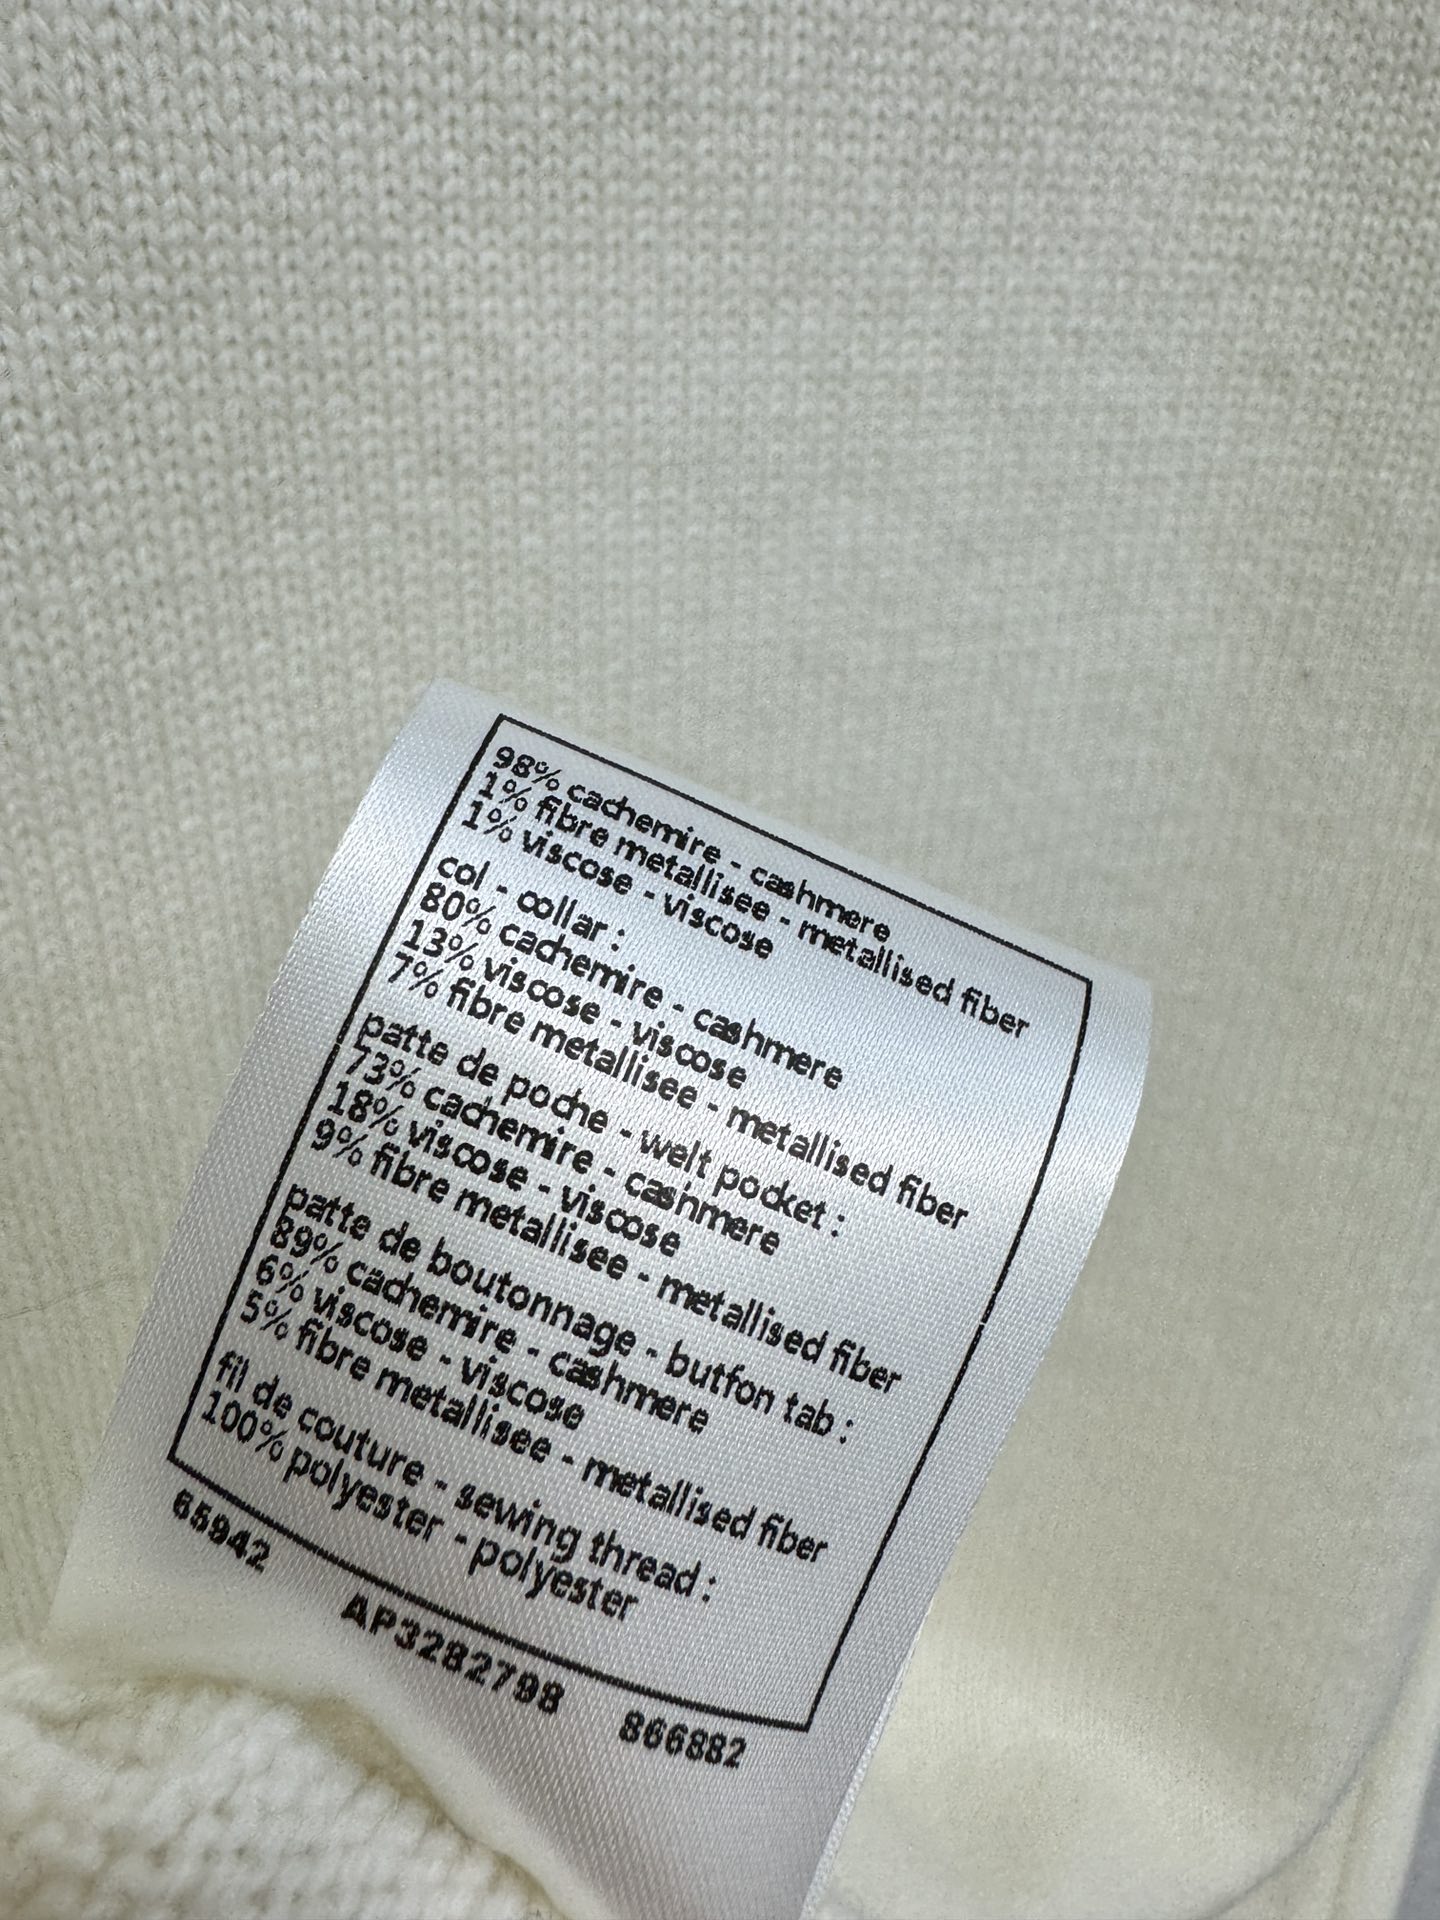 98% cachemire - cashmere
1% fibre metallisee - metallised fiber
1% viscose - viscose
col - collar :
80% cachemire - cashmere
13% viscose - viscose
7% fibre metallisee - metallised fiber
patte de poche - welt pocket :
73% cachemire - cashmere
18% viscose - viscose
9% fibre metallisee - metallised fiber
patte de boutonnage - butfon tab :
89% cachemire - cashmere
6% viscose - viscose
5% fibre metallisee - metallised fiber
fil de couture - sewing thread :
100% polyester - polyester
65942 AP3282798 866882